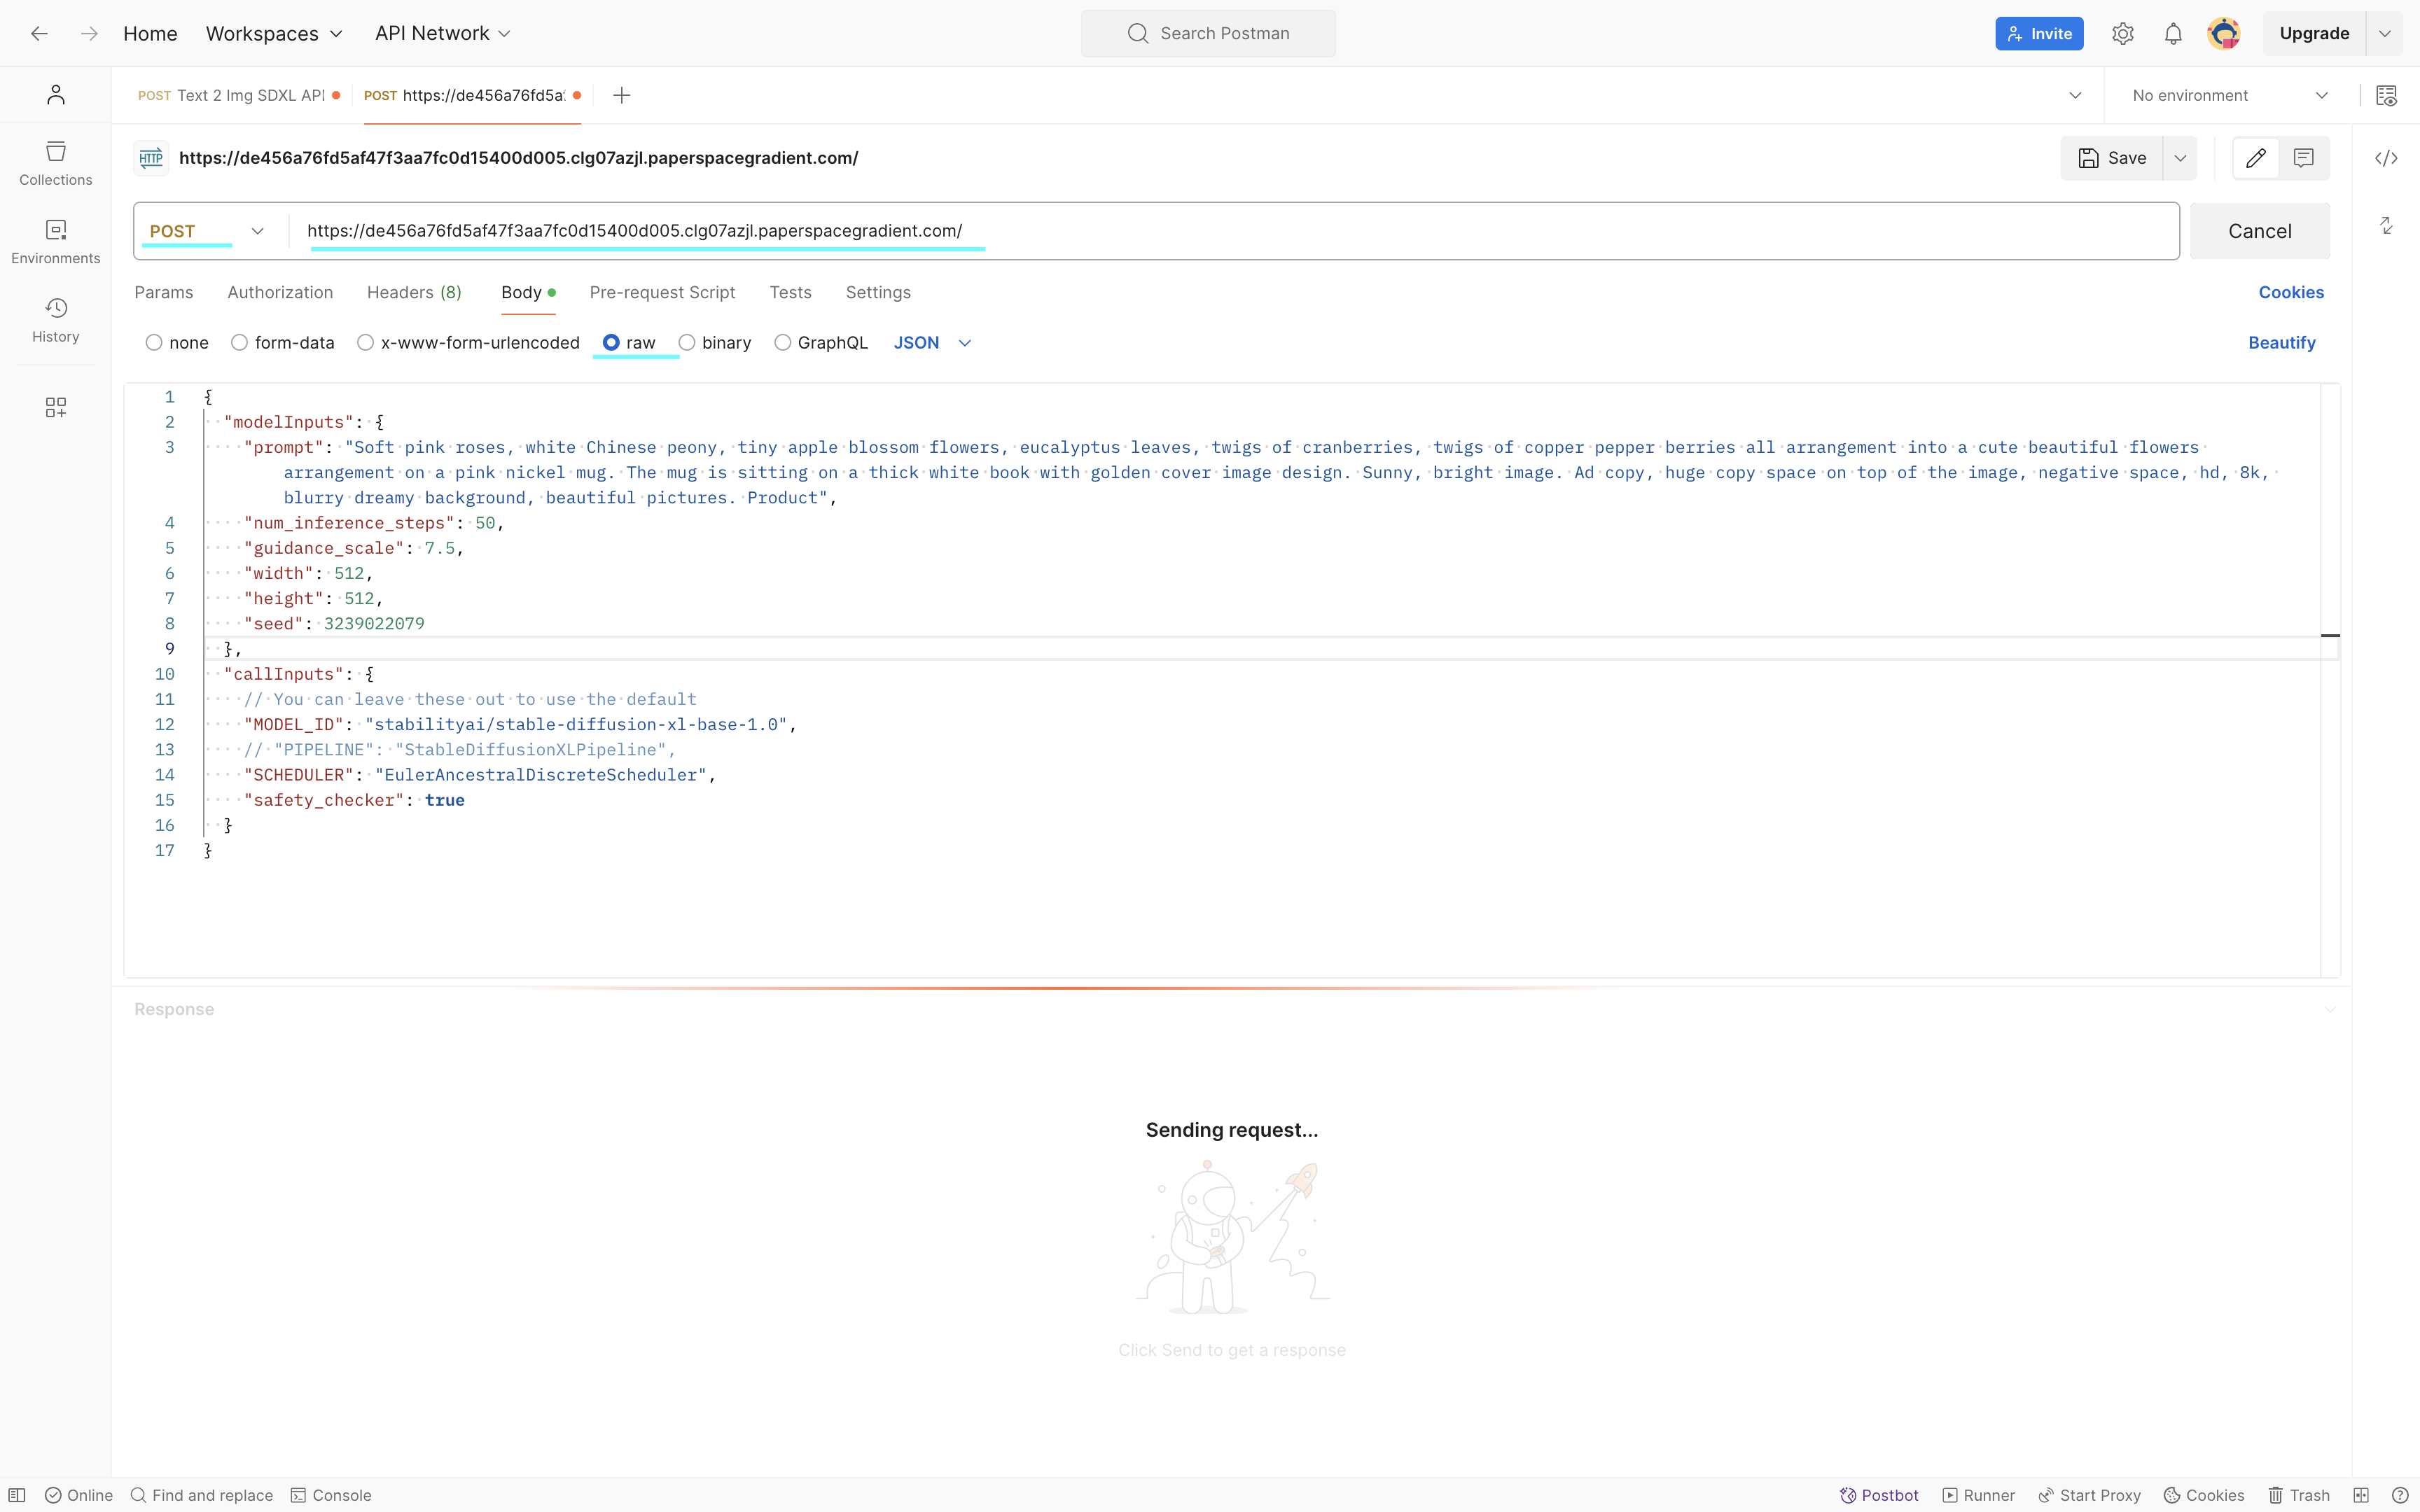 Home Workspaces API Network Search Postman Invite Upgrade
POST Text 2 Img SDXL API POST https://de456a76fd5a No environment
HTTP https://de456a76fd5af47f3aa7fc0d15400d005.clg07azjl.paperspacegradient.com/ Save
Collections
POST https://de456a76fd5af47f3aa7fc0d15400d005.clg07azjl.paperspacegradient.com/ Cancel
Environments
Params Authorization Headers (8) Body Pre-request Script Tests Settings Cookies
History
none form-data x-www-form-urlencoded raw binary GraphQL JSON Beautify
1 {
2 "modelInputs": {
3 "prompt": "Soft pink roses, white Chinese peony, tiny apple blossom flowers, eucalyptus leaves, twigs of cranberries, twigs of copper pepper berries all arrangement into a cute beautiful flowers
arrangement on a pink nickel mug. The mug is sitting on a thick white book with golden cover image design. Sunny, bright image. Ad copy, huge copy space on top of the image, negative space, hd, 8k,
blurry dreamy background, beautiful pictures. Product",
4 "num_inference_steps": 50,
5 "guidance_scale": 7.5,
6 "width": 512,
7 "height": 512,
8 "seed": 3239022079
9 },
10 "callInputs": {
11 // You can leave these out to use the default
12 "MODEL_ID": "stabilityai/stable-diffusion-xl-base-1.0",
13 // "PIPELINE": "StableDiffusionXLPipeline",
14 "SCHEDULER": "EulerAncestralDiscreteScheduler",
15 "safety_checker": true
16 }
17 }
Response
Sending request...
Click Send to get a response
Online Find and replace Console Postbot Runner Start Proxy Cookies Trash